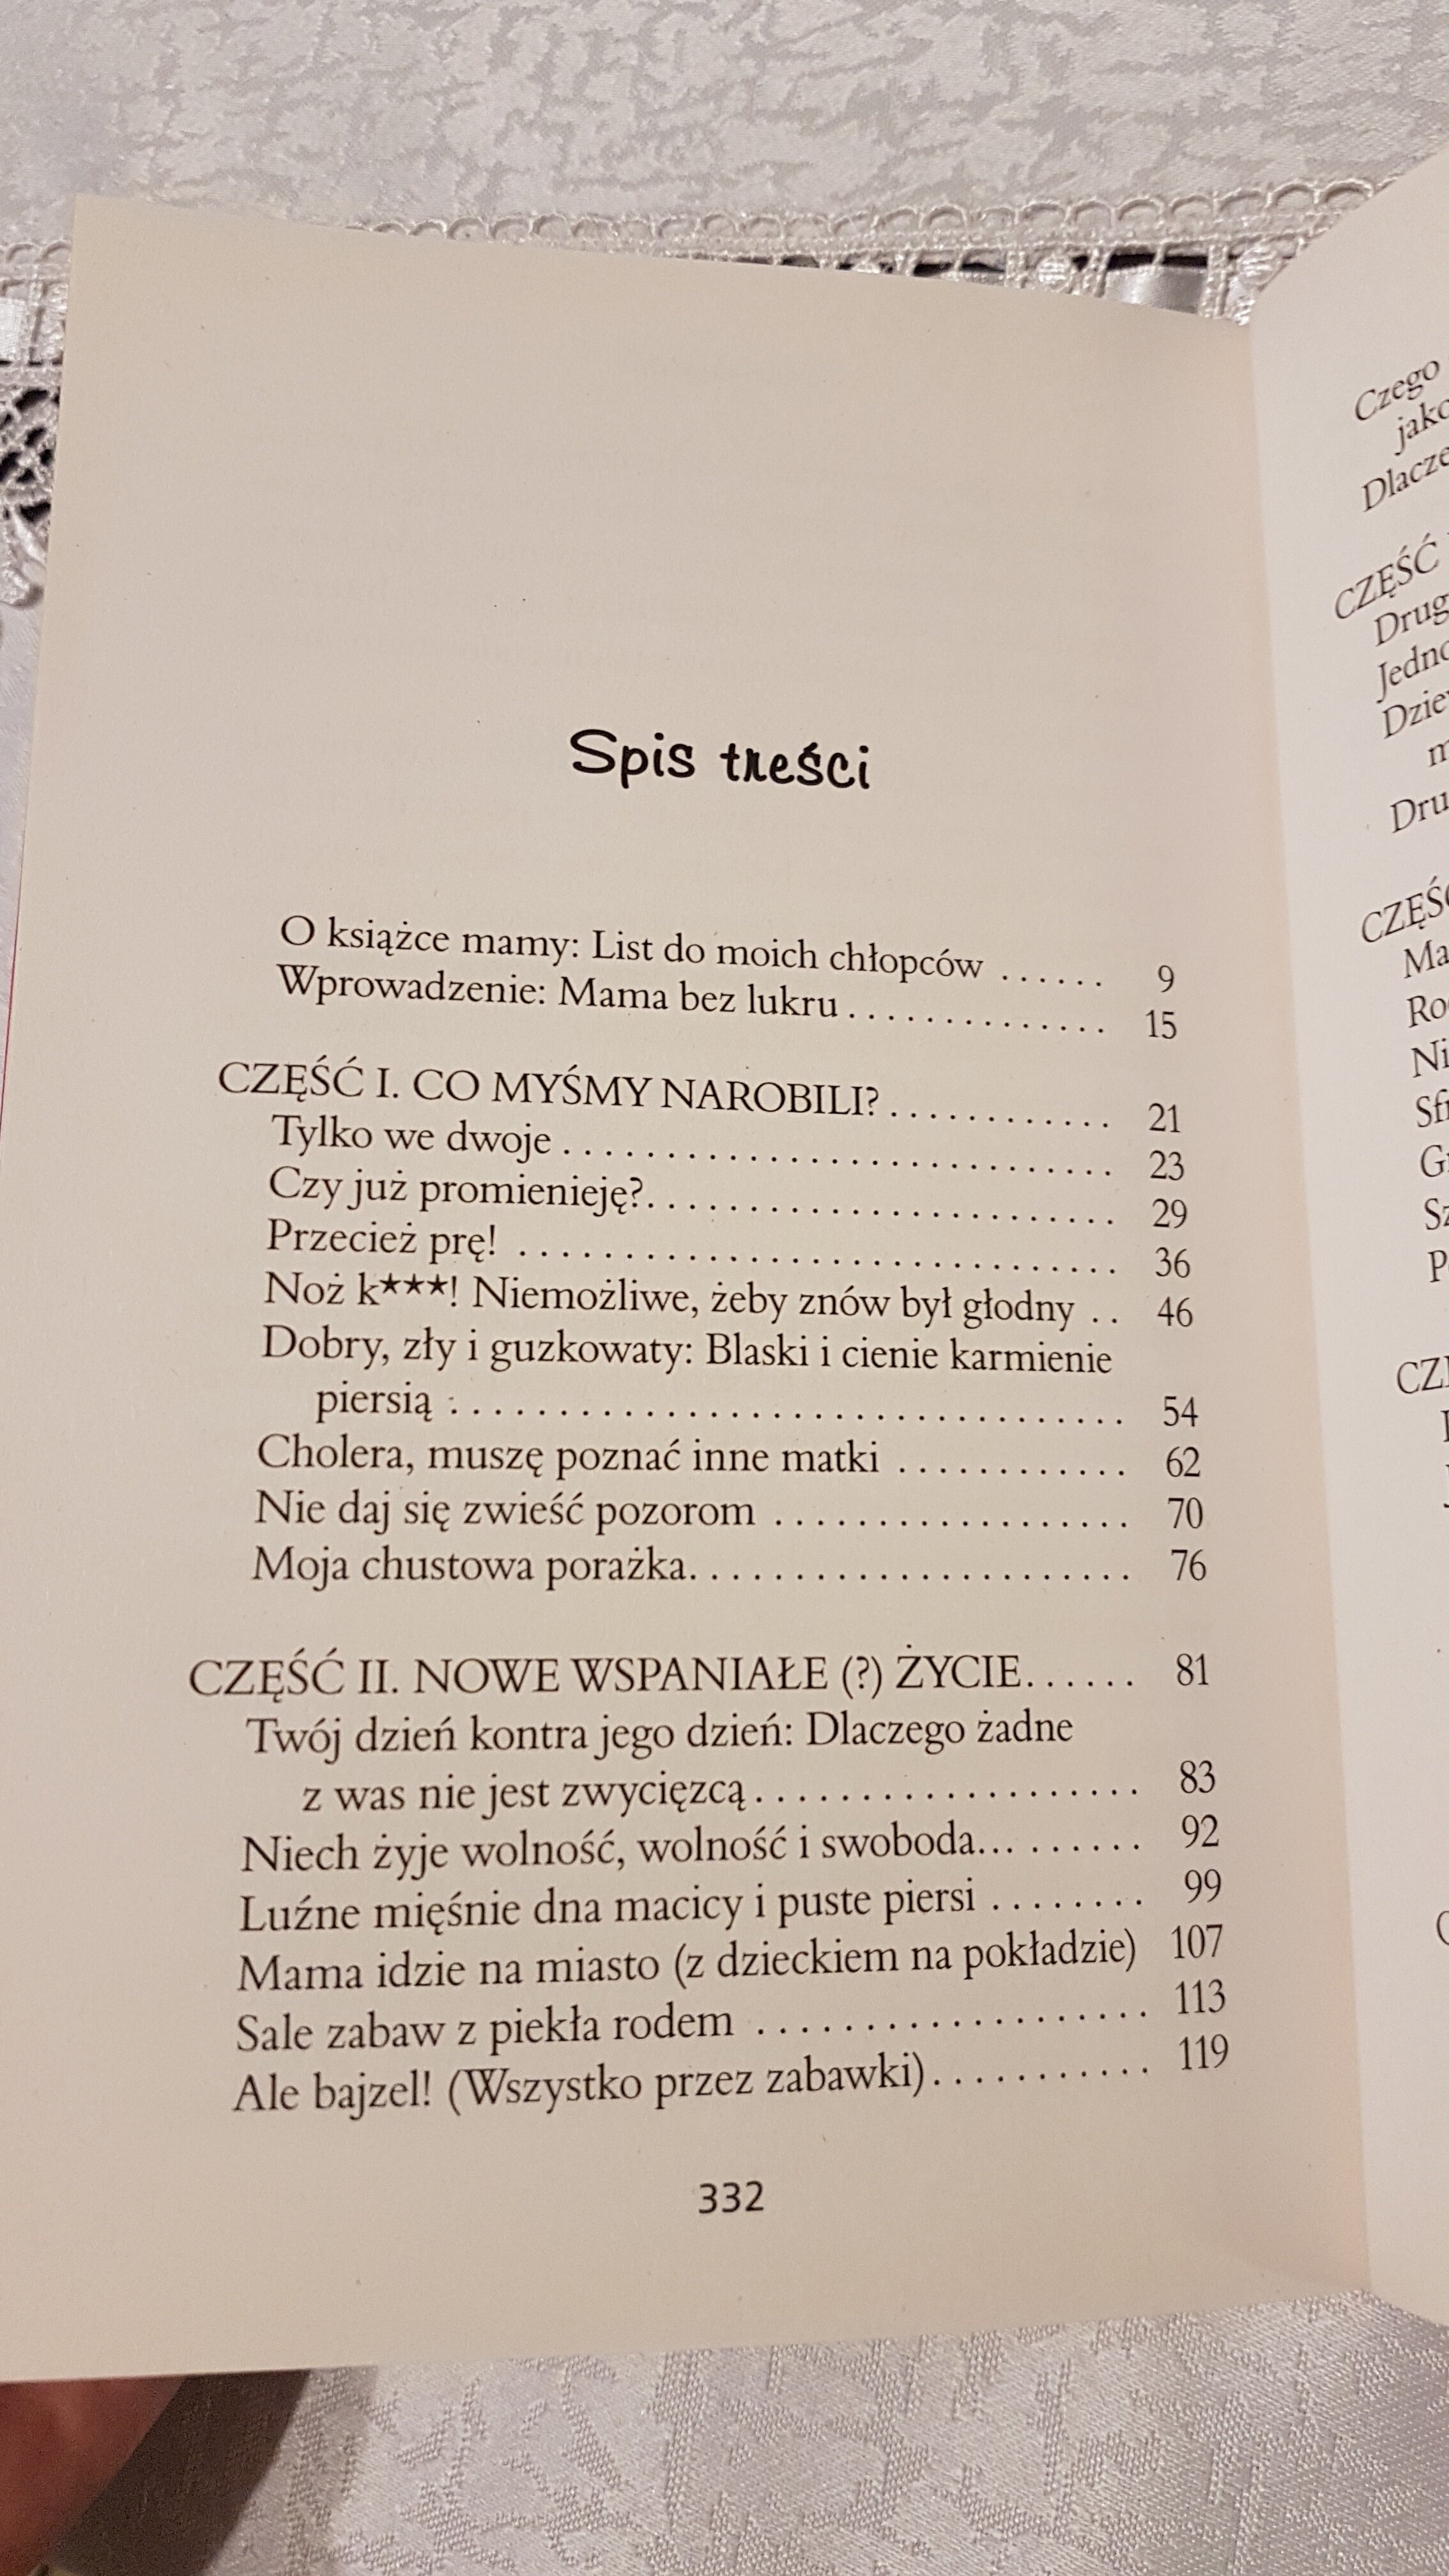 Spis treści
O książce mamy: List do moich chłopców . . . . . . 9
Wprowadzenie: Mama bez lukru . . . . . . . . . . . . . . 15
CZĘŚĆ I. CO MYŚMY NAROBILI? . . . . . . . . . . . . 21
Tylko we dwoje . . . . . . . . . . . . . . . . . . . . . . . . . . . . . 23
Czy już promienieję?. . . . . . . . . . . . . . . . . . . . . . . . . 29
Przecież prę! . . . . . . . . . . . . . . . . . . . . . . . . . . . . . . . 36
Noż k★★★! Niemożliwe, żeby znów był głodny . . 46
Dobry, zły i guzkowaty: Blaski i cienie karmienie
piersią . . . . . . . . . . . . . . . . . . . . . . . . . . . . . . . . . . . 54
Cholera, muszę poznać inne matki . . . . . . . . . . . . 62
Nie daj się zwieść pozorom . . . . . . . . . . . . . . . . . . . 70
Moja chustowa porażka. . . . . . . . . . . . . . . . . . . . . . 76
CZĘŚĆ II. NOWE WSPANIAŁE (?) ŻYCIE. . . . . . 81
Twój dzień kontra jego dzień: Dlaczego żadne
z was nie jest zwycięzcą . . . . . . . . . . . . . . . . . . . 83
Niech żyje wolność, wolność i swoboda... . . . . . . 92
Luźne mięśnie dna macicy i puste piersi . . . . . . . . 99
Mama idzie na miasto (z dzieckiem na pokładzie) 107
Sale zabaw z piekła rodem . . . . . . . . . . . . . . . . . . . 113
Ale bajzel! (Wszystko przez zabawki) . . . . . . . . . . . 119
332
Czego
CZĘŚĆ